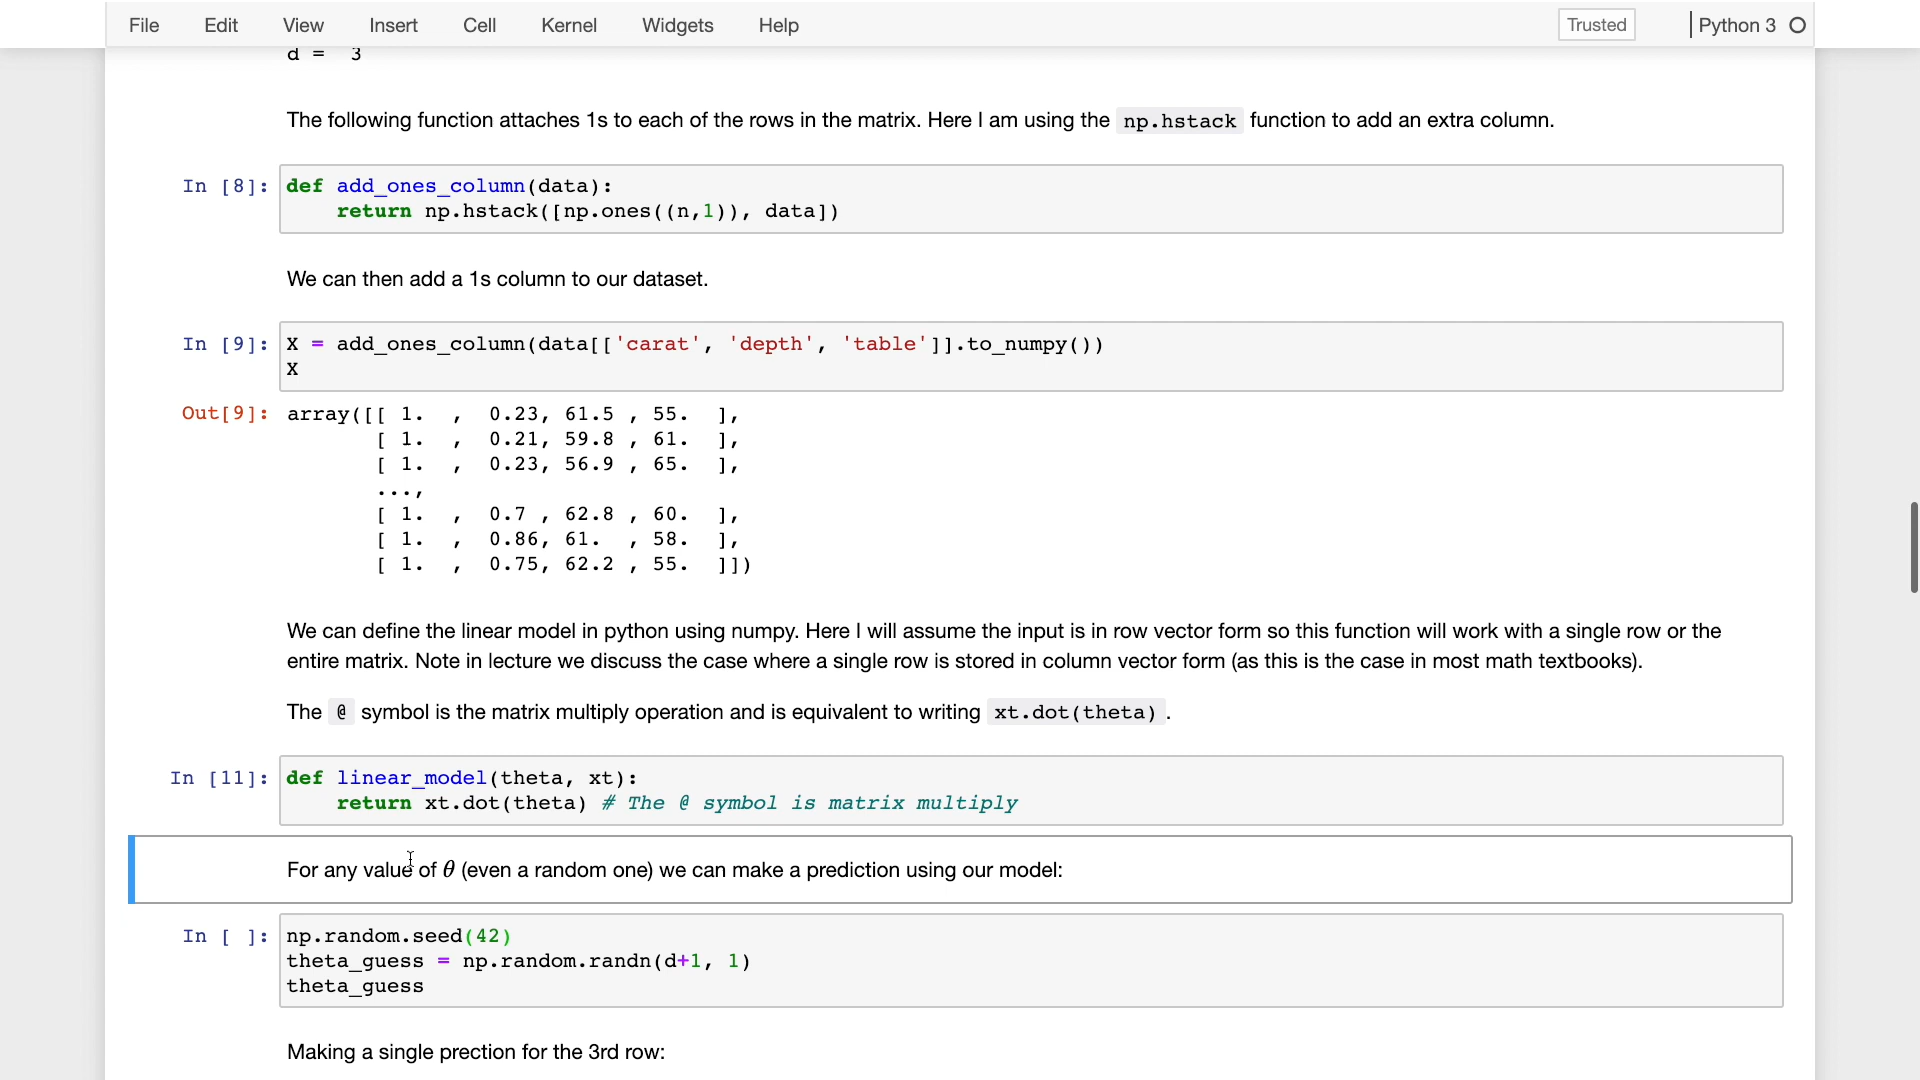 File Edit View Insert Cell Kernel Widgets Help Trusted Python 3
d = 3
The following function attaches 1s to each of the rows in the matrix. Here I am using the np.hstack function to add an extra column.
In [8]: def add_ones_column(data):
return np.hstack([np.ones((n,1)), data])
We can then add a 1s column to our dataset.
In [9]: X = add_ones_column(data[['carat', 'depth', 'table']].to_numpy())
X
Out[9]: array([[ 1. , 0.23, 61.5 , 55. ],
[ 1. , 0.21, 59.8 , 61. ],
[ 1. , 0.23, 56.9 , 65. ],
...,
[ 1. , 0.7 , 62.8 , 60. ],
[ 1. , 0.86, 61. , 58. ],
[ 1. , 0.75, 62.2 , 55. ]])
We can define the linear model in python using numpy. Here I will assume the input is in row vector form so this function will work with a single row or the
entire matrix. Note in lecture we discuss the case where a single row is stored in column vector form (as this is the case in most math textbooks).
The @ symbol is the matrix multiply operation and is equivalent to writing xt.dot(theta) .
In [11]: def linear_model(theta, xt):
return xt.dot(theta) # The @ symbol is matrix multiply
For any value of θ (even a random one) we can make a prediction using our model:
In [ ]: np.random.seed(42)
theta_guess = np.random.randn(d+1, 1)
theta_guess
Making a single prection for the 3rd row: